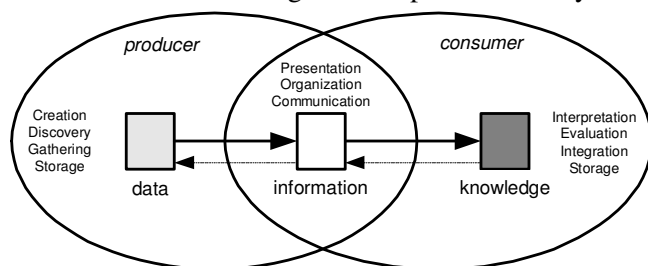 producer
consumer
Presentation
Organization
Communication
Creation
Discovery
Gathering
Storage
Interpretation
Evaluation
Integration
Storage
data
information
knowledge